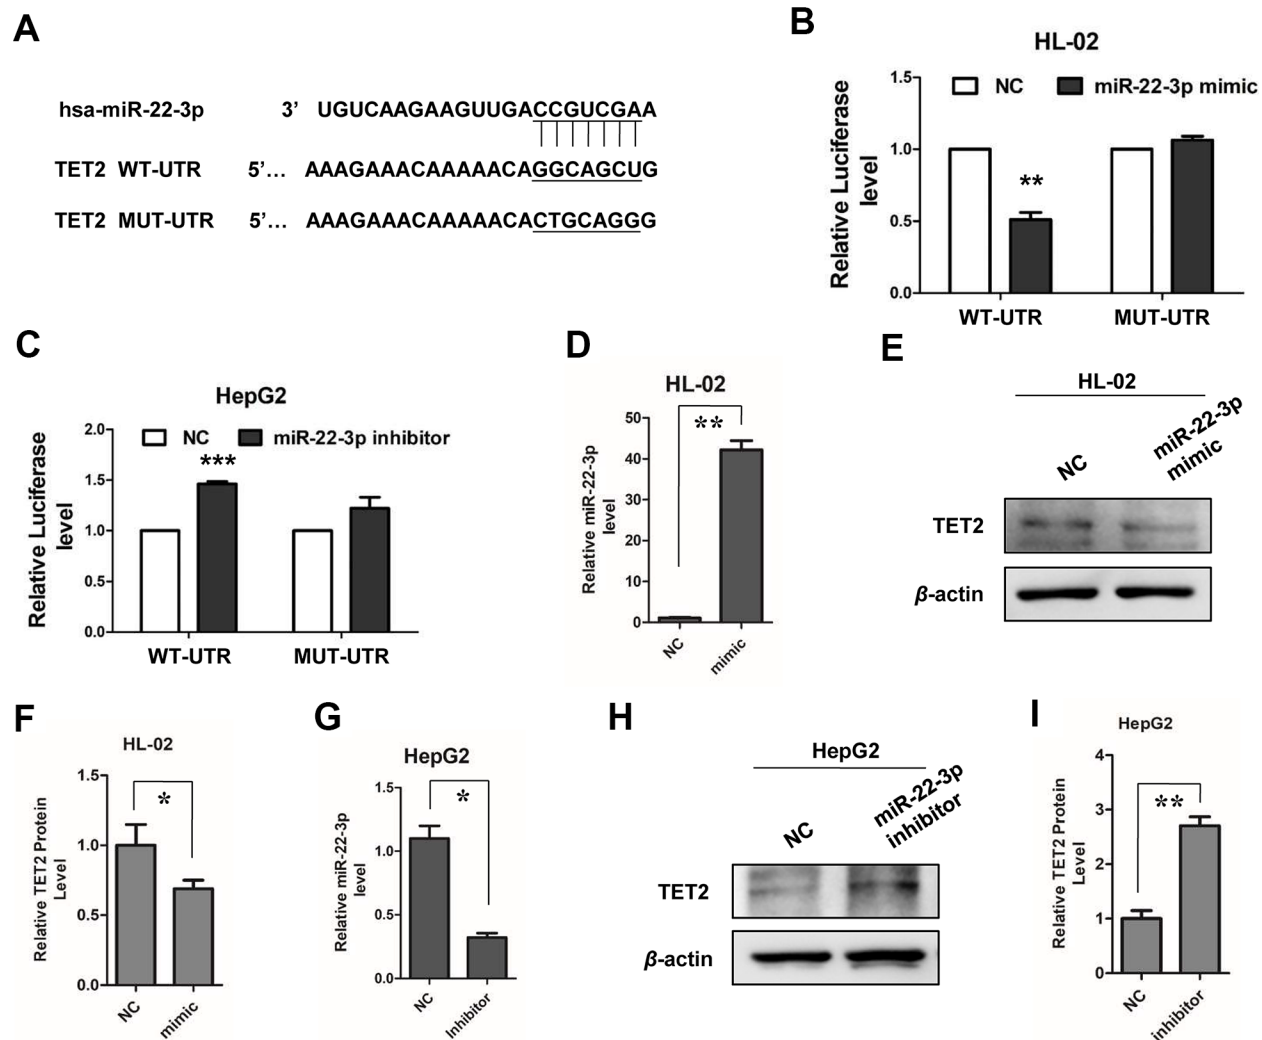 A
hsa-miR-22-3p 3’ UGUCAAGAAGUUGACCGUCGAA
TET2 WT-UTR 5’… AAAGAAACAAAAACAGGCAGCUG
TET2 MUT-UTR 5’… AAAGAAACAAAAACACTGCAGGG
B
HL-02
NC miR-22-3p mimic
Relative Luciferase
level
1.5
1.0
0.5
0.0
WT-UTR MUT-UTR
**
C
HepG2
NC miR-22-3p inhibitor
Relative Luciferase
level
2.0
1.5
1.0
0.5
0.0
***
WT-UTR MUT-UTR
D
HL-02
Relative miR-22-3p
level
50
40
30
20
10
0
**
NC mimic
E
HL-02
NC miR-22-3p
mimic
TET2
β-actin
F
HL-02
Relative TET2 Protein
Level
1.5
1.0
0.5
0.0
*
NC mimic
G
HepG2
Relative miR-22-3p
level
1.5
1.0
0.5
0.0
*
NC Inhibitor
H
HepG2
NC miR-22-3p
inhibitor
TET2
β-actin
I
HepG2
Relative TET2 Protein
Level
4
3
2
1
0
**
NC inhibitor